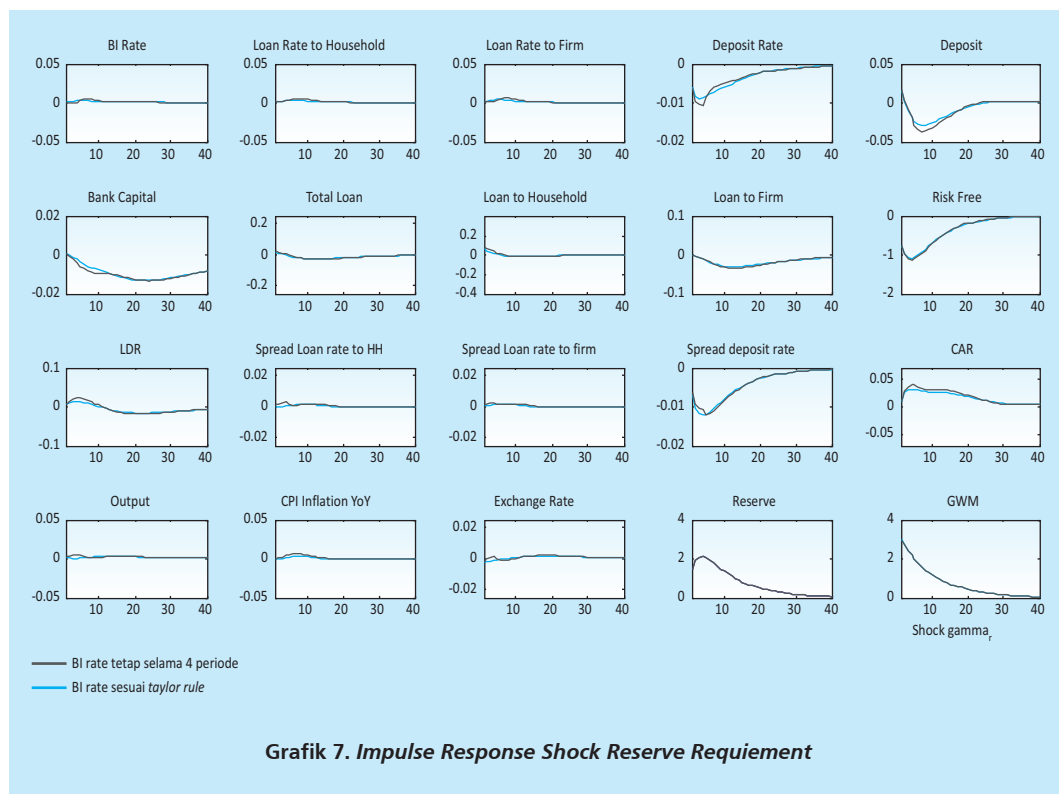 BI Rate
0.05
0
-0.05
10 20 30 40
Loan Rate to Household
0.05
0
-0.05
10 20 30 40
Loan Rate to Firm
0.05
0
-0.05
10 20 30 40
Deposit Rate
0
-0.01
-0.02
10 20 30 40
Deposit
0.05
0
-0.05
10 20 30 40
Bank Capital
0.02
0
-0.02
10 20 30 40
Total Loan
0.2
0
-0.2
10 20 30 40
Loan to Household
0.2
0
-0.2
-0.4
10 20 30 40
Loan to Firm
0.1
0
-0.1
10 20 30 40
Risk Free
0
-1
-2
10 20 30 40
LDR
0.1
0
-0.1
10 20 30 40
Spread Loan rate to HH
0.02
0
-0.02
10 20 30 40
Spread Loan rate to firm
0.02
0
-0.02
10 20 30 40
Spread deposit rate
0
-0.01
-0.02
10 20 30 40
CAR
0.05
0
-0.05
10 20 30 40
Output
0.05
0
-0.05
10 20 30 40
CPI Inflation YoY
0.05
0
-0.05
10 20 30 40
Exchange Rate
0.02
0
-0.02
10 20 30 40
Reserve
4
2
0
10 20 30 40
GWM
4
2
0
10 20 30 40
Shock gammaᵣ
BI rate tetap selama 4 periode
BI rate sesuai taylor rule
Grafik 7. Impulse Response Shock Reserve Requiement